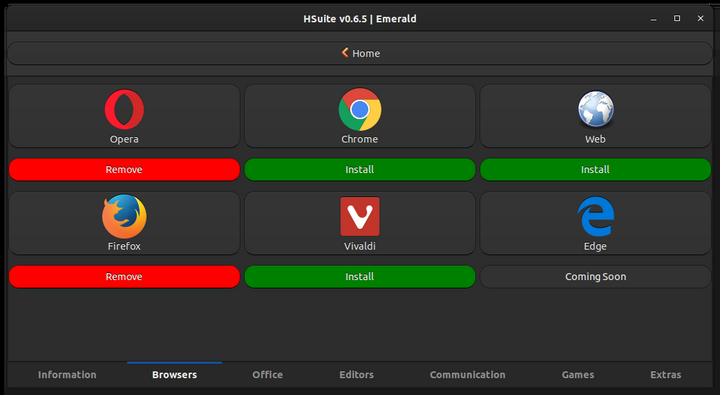 HSuite v0.6.5 | Emerald
Home
Opera Chrome Web
Remove Install Install
Firefox Vivaldi Edge
Remove Install Coming Soon
Information Browsers Office Editors Communication Games Extras